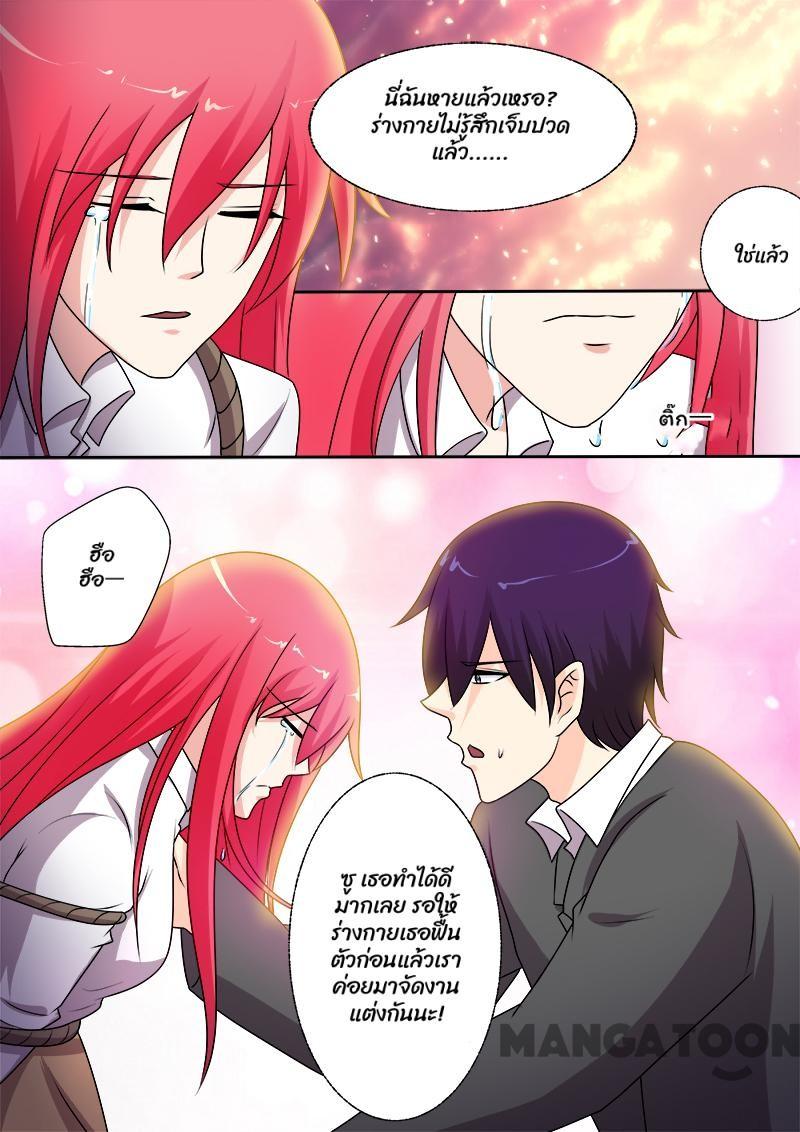 นี่ฉันหายแล้วเหรอ?
ร่างกายไม่รู้สึกเจ็บปวด
แล้ว......
ใช่แล้ว
ติ๊ก—
ฮือ
ฮือ—
ซู เธอทำได้ดี
มากเลย รอให้
ร่างกายเธอฟื้น
ตัวก่อนแล้วเรา
ค่อยมาจัดงาน
แต่งกันนะ!
MANGATOON